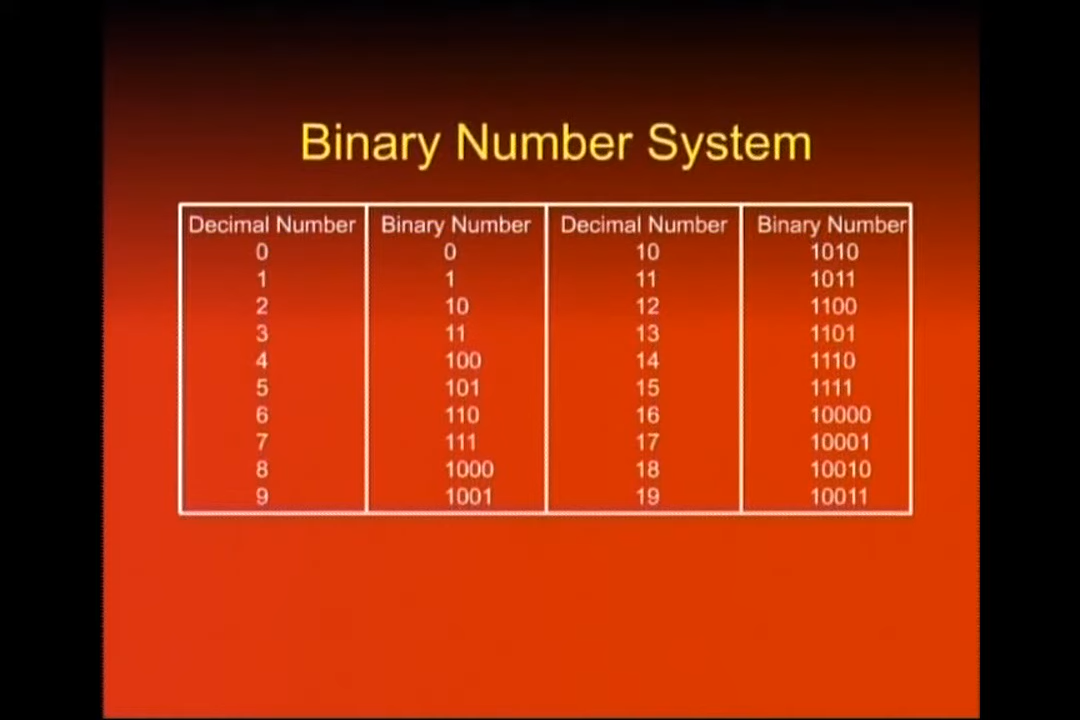 Binary Number System
Decimal Number Binary Number Decimal Number Binary Number
0 0 10 1010
1 1 11 1011
2 10 12 1100
3 11 13 1101
4 100 14 1110
5 101 15 1111
6 110 16 10000
7 111 17 10001
8 1000 18 10010
9 1001 19 10011